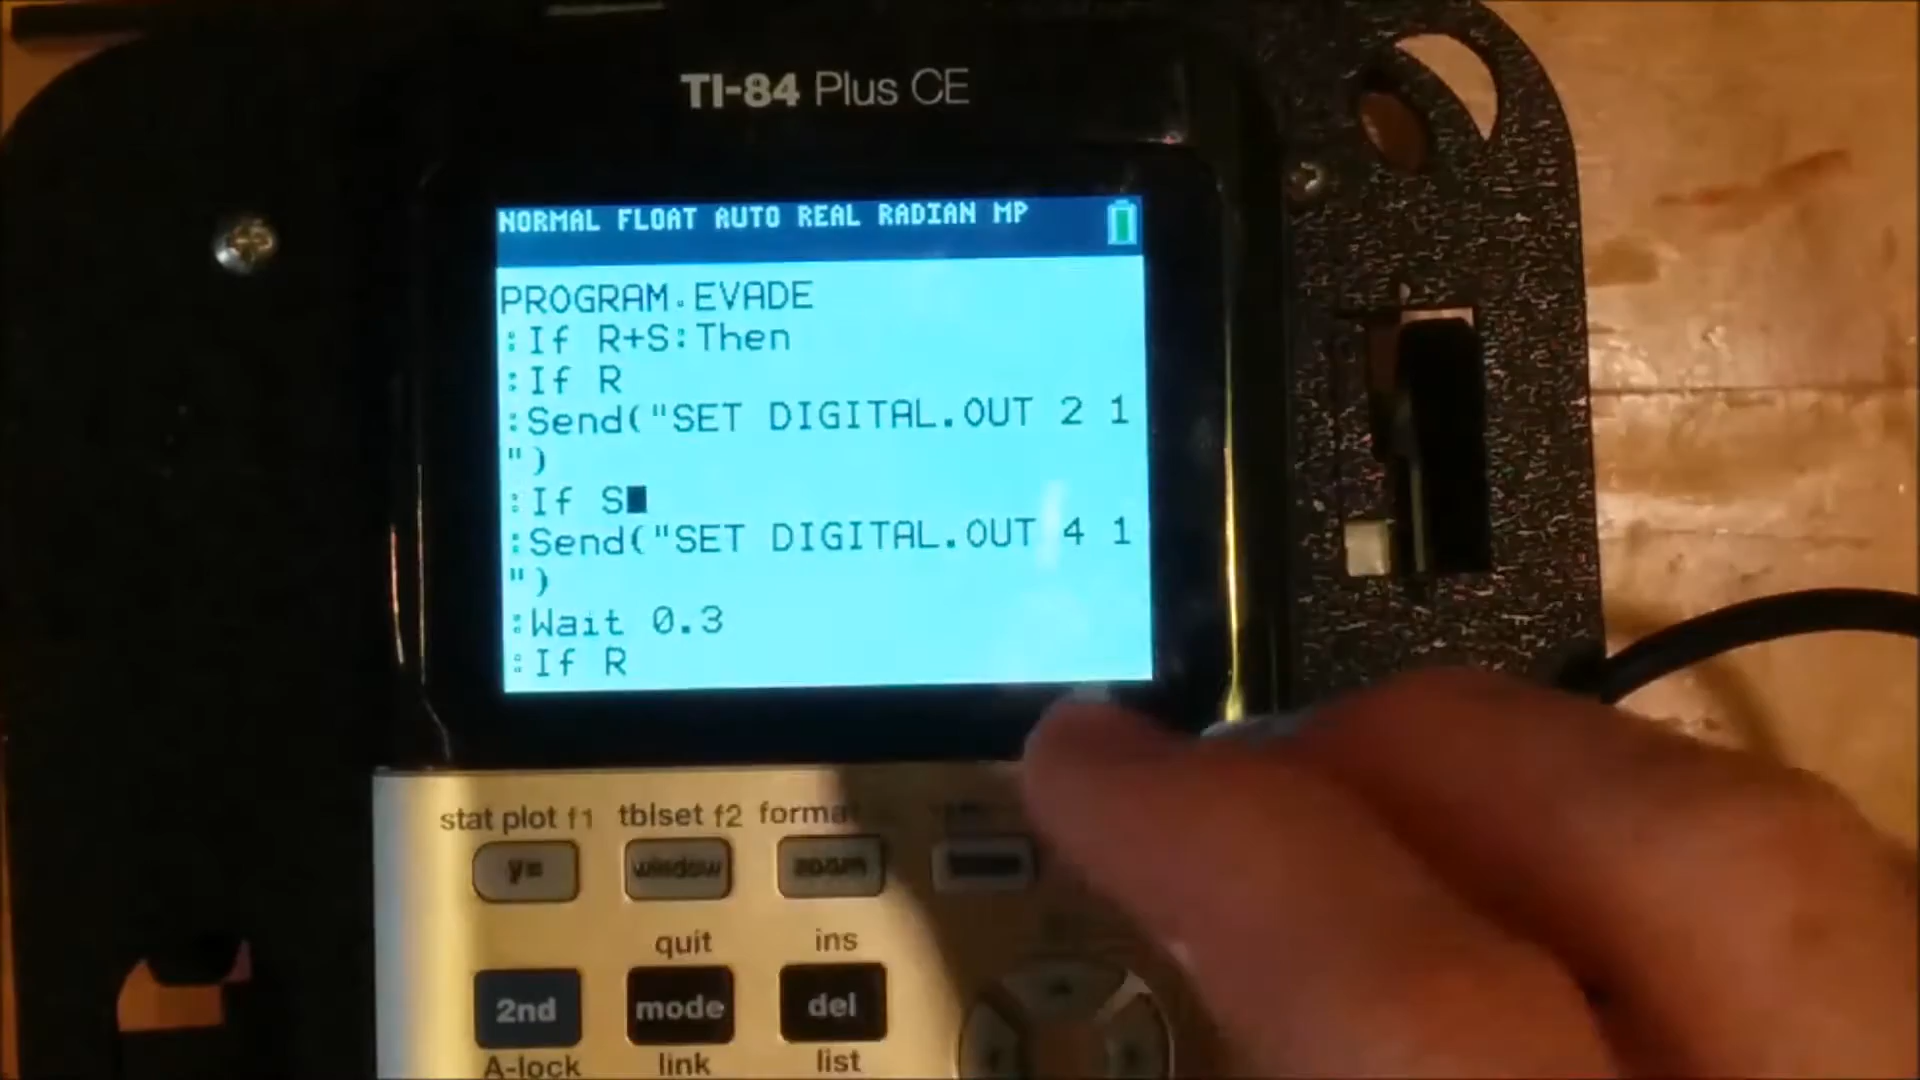 TI-84 Plus CE
NORMAL FLOAT AUTO REAL RADIAN MP
PROGRAM:EVADE
:If R+S:Then
:If R
:Send("SET DIGITAL.OUT 2 1
")
:If S
:Send("SET DIGITAL.OUT 4 1
")
:Wait 0.3
:If R
stat plot f1 tblset f2 format
y= window zoom
quit ins
2nd mode del
A-lock link list